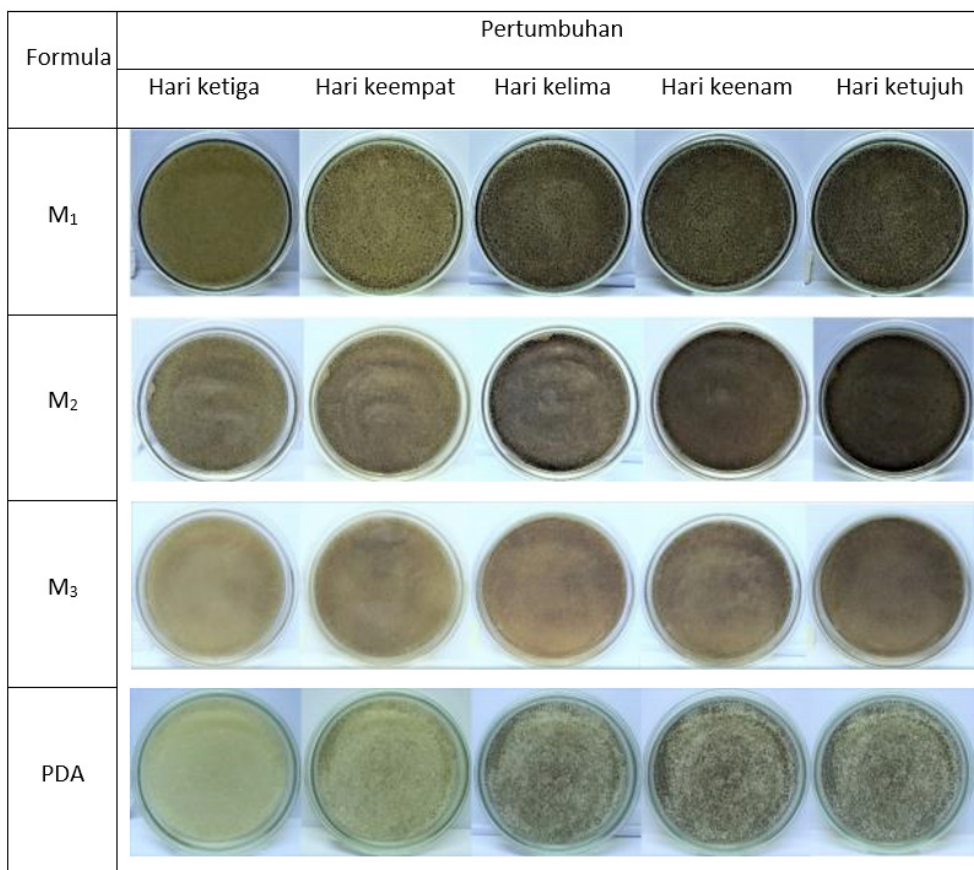 Formula
Pertumbuhan
Hari ketiga Hari keempat Hari kelima Hari keenam Hari ketujuh
M₁
M₂
M₃
PDA